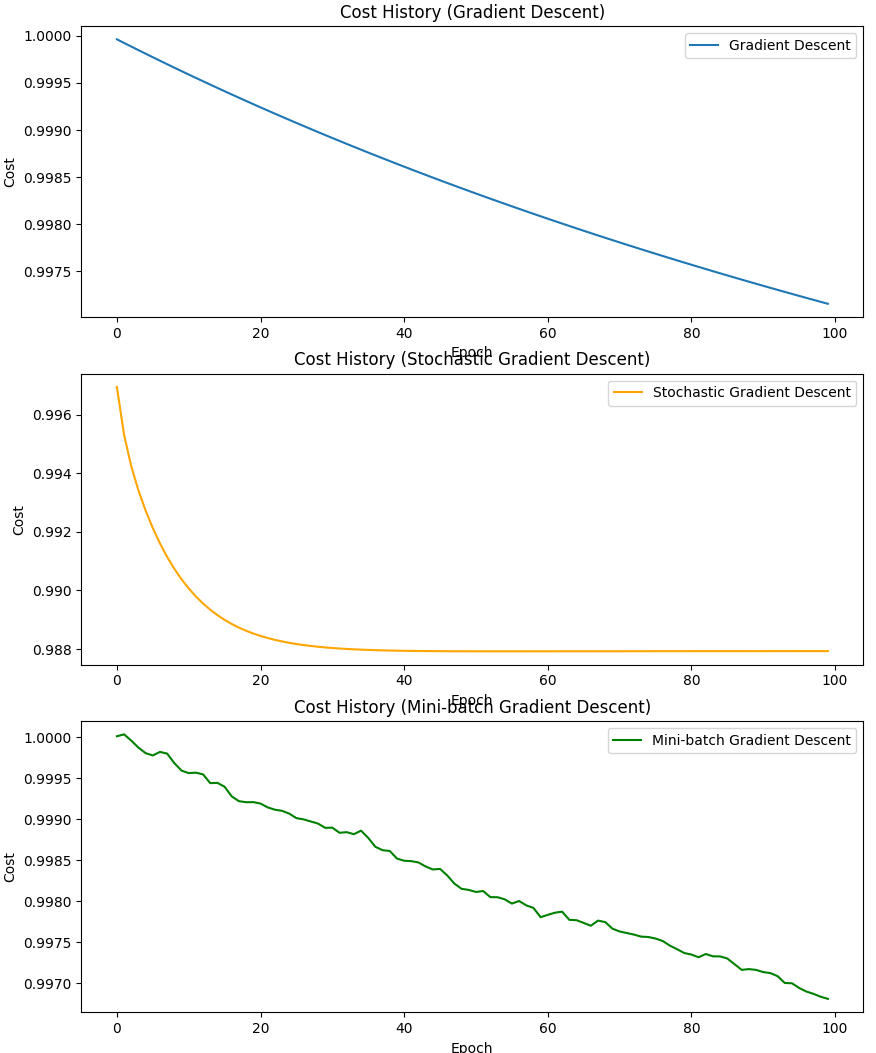 Cost History (Gradient Descent)
Gradient Descent
1.0000
0.9995
0.9990
0.9985
0.9980
0.9975
Cost
0 20 40 60 80 100
Epoch
Cost History (Stochastic Gradient Descent)
Stochastic Gradient Descent
0.996
0.994
0.992
0.990
0.988
Cost
0 20 40 60 80 100
Epoch
Cost History (Mini-batch Gradient Descent)
Mini-batch Gradient Descent
1.0000
0.9995
0.9990
0.9985
0.9980
0.9975
0.9970
Cost
0 20 40 60 80 100
Epoch